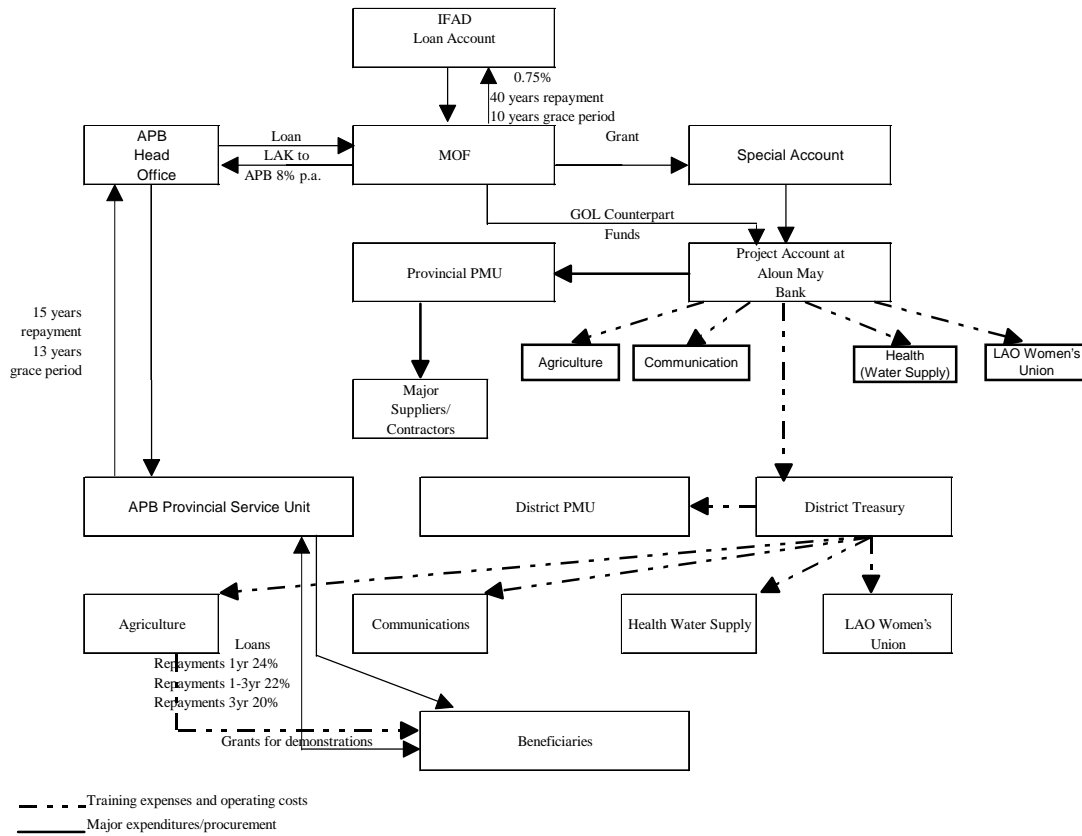 IFAD
Loan Account
0.75%
40 years repayment
10 years grace period
APB
Head
Office
Loan
LAK to
APB 8% p.a.
MOF
Grant
Special Account
GOL Counterpart
Funds
Provincial PMU
Project Account at
Aloun May
Bank
15 years
repayment
13 years
grace period
Agriculture
Communication
Health
(Water Supply)
LAO Women's
Union
Major
Suppliers/
Contractors
APB Provincial Service Unit
District PMU
District Treasury
Agriculture
Communications
Health Water Supply
LAO Women's
Union
Loans
Repayments 1yr 24%
Repayments 1-3yr 22%
Repayments 3yr 20%
Grants for demonstrations
Beneficiaries
Training expenses and operating costs
Major expenditures/procurement